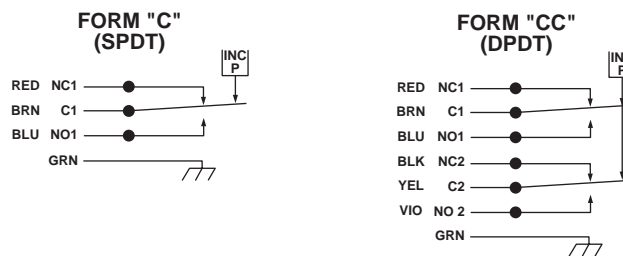 FORM "C"
(SPDT)
INC
P
RED NC1
BRN C1
BLU NO1
GRN
FORM "CC"
(DPDT)
RED NC1
BRN C1
BLU NO1
BLK NC2
YEL C2
VIO NO 2
GRN